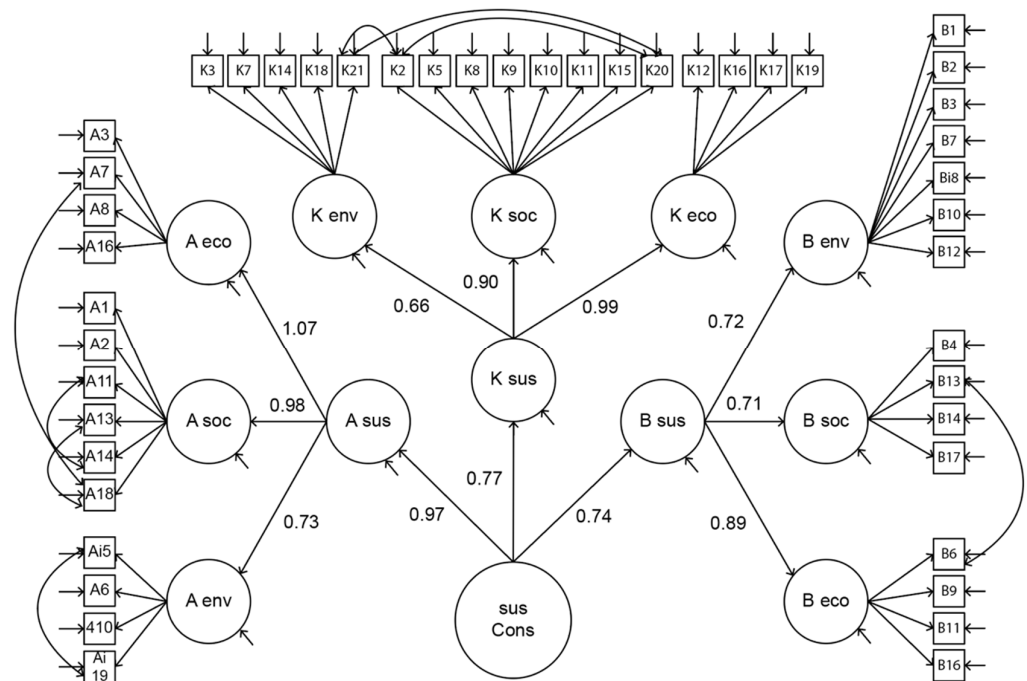 K3 K7 K14 K18 K21 K2 K5 K8 K9 K10 K11 K15 K20 K12 K16 K17 K19
B1
B2
B3
B7
Bi8
B10
B12
A3
A7
A8
A16
K env
K soc
K eco
A eco
B env
0.66
0.90
0.99
1.07
0.72
A1
A2
A11
A13
A14
A18
A soc
0.98
A sus
K sus
B sus
0.71
B soc
B4
B13
B14
B17
0.73
0.97
0.77
0.74
0.89
Ai5
A6
410
Ai
19
A env
sus
Cons
B eco
B6
B9
B11
B16